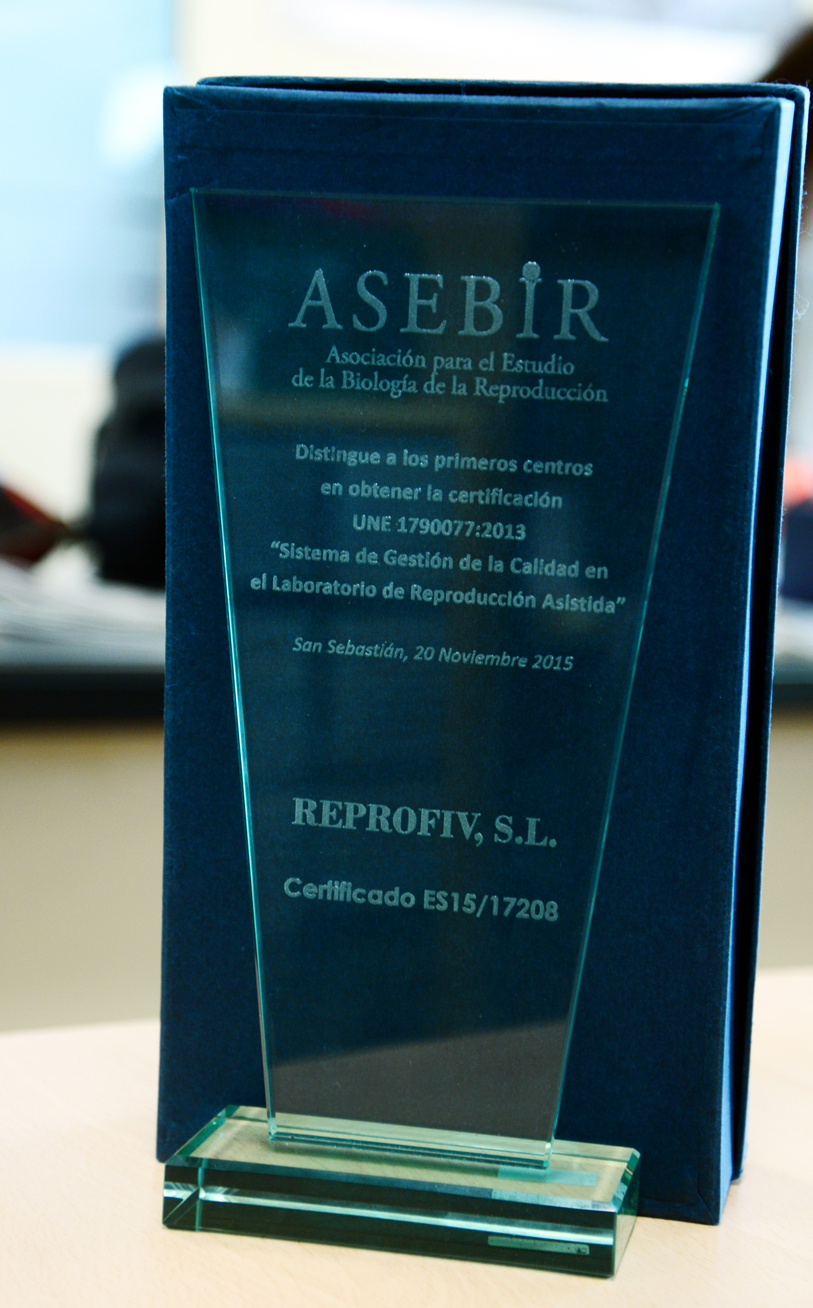 ASEBIR
Asociación para el Estudio
de la Biología de la Reproducción
Distingue a los primeros centros
en obtener la certificación
UNE 1790077:2013
“Sistema de Gestión de la Calidad en
el Laboratorio de Reproducción Asistida”
San Sebastián, 20 Noviembre 2015
REPROFIV, S.L.
Certificado ES15/17208